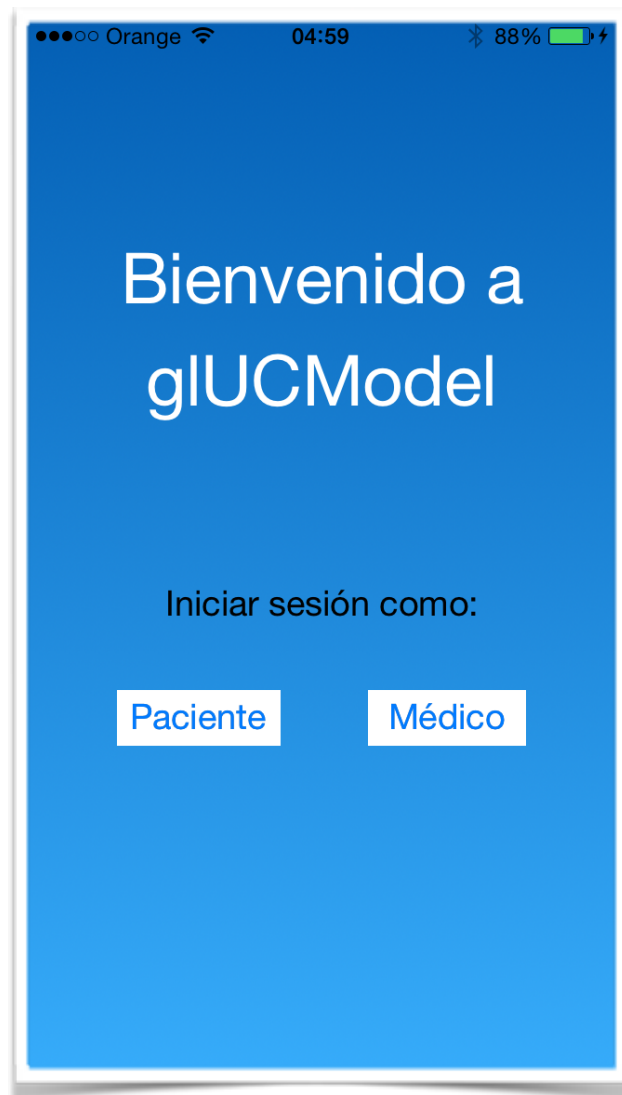 Orange 04:59 88%
Bienvenido a
glUCModel
Iniciar sesión como:
Paciente Médico